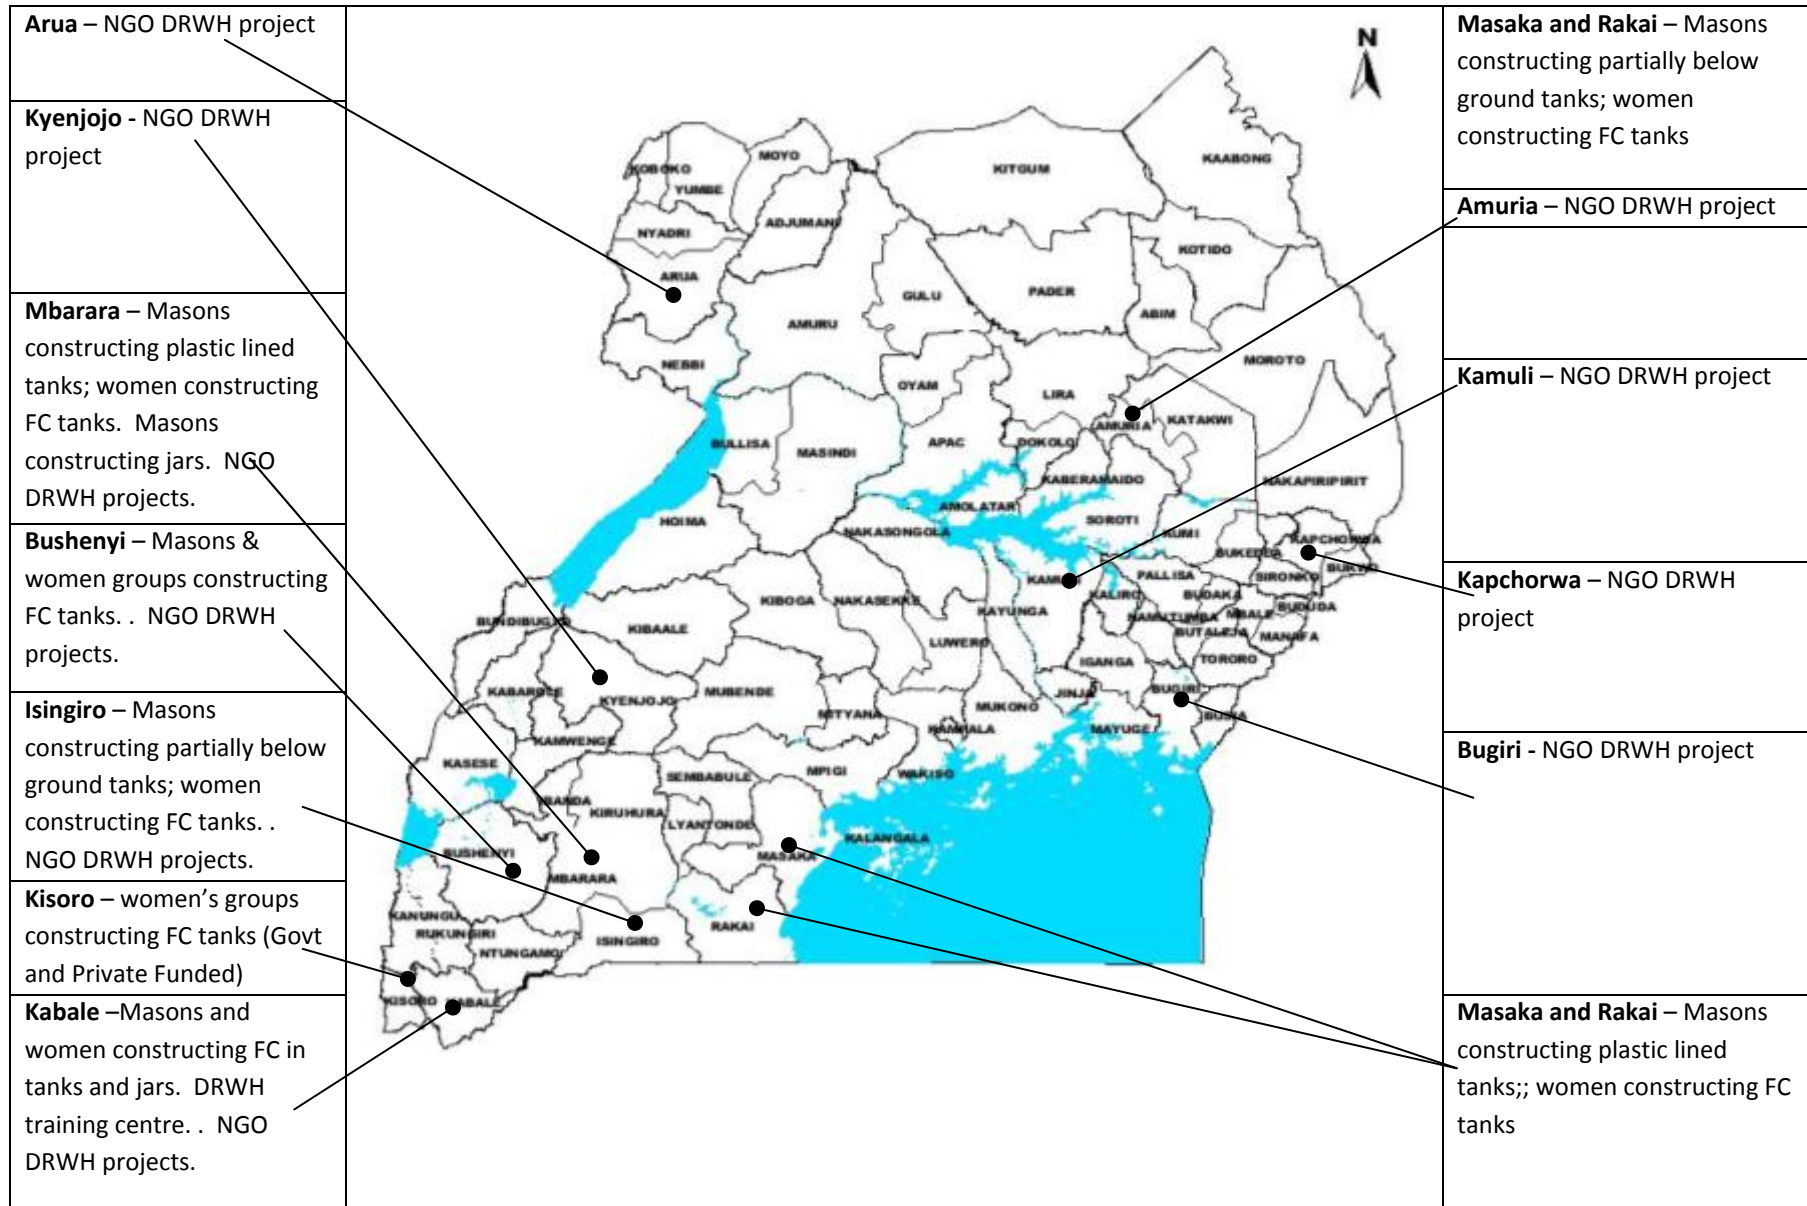 Arua – NGO DRWH project
Kyenjojo - NGO DRWH
project
Mbarara – Masons
constructing plastic lined
tanks; women constructing
FC tanks.  Masons
constructing jars.  NGO
DRWH projects.
Bushenyi – Masons &
women groups constructing
FC tanks. .  NGO DRWH
projects.
Isingiro – Masons
constructing partially below
ground tanks; women
constructing FC tanks. .
NGO DRWH projects.
Kisoro – women’s groups
constructing FC tanks (Govt
and Private Funded)
Kabale –Masons and
women constructing FC in
tanks and jars.  DRWH
training centre. .  NGO
DRWH projects.
N
KAABONG
MOYO
KITGUM
KOBOKO
YUMBE
ADJUMANI
NYADRI
KOTIDO
ARUA
PADER
GULU
ABIM
AMURU
MOROTO
NEBBI
OYAM
LIRA
KATAKWI
AMURIA
BULLISA
MASINDI
APAC
DOKOLO
KABERAMAIDO
NAKAPIRIPIRIT
AMOLATAR
HOIMA
SOROTI
NAKASONGOLA
KUMI
KAPCHORWA
BUKEDEA
BUKWO
KAMULI
PALLISA
SIRONKO
KIBOGA
NAKASEKKE
KALIRO
BUDAKA
KAYUNGA
BUDUDA
NAMUTUMBA
MBALE
BUNDIBUGIO
KIBAALE
BUTALEJA
MANAFA
LUWERO
IGANGA
TORORO
KABAROLE
MUBENDE
JINJA
BUGIRI
KYENJOJO
MUKONO
MITYANA
BUSIA
KAMPALA
MAYUGE
KAMWENGE
KASESE
SEMBABULE
MPIGI
WAKISO
IBANDA
KIRUHURA
LYANTONDE
KALANGALA
BUSHENYI
MASAKA
MBARARA
KANUNGU
RUKUNGIRI
RAKAI
ISINGIRO
NTUNGAMO
KISORO
KABALE
Masaka and Rakai – Masons
constructing partially below
ground tanks; women
constructing FC tanks
Amuria – NGO DRWH project
Kamuli – NGO DRWH project
Kapchorwa – NGO DRWH
project
Bugiri - NGO DRWH project
Masaka and Rakai – Masons
constructing plastic lined
tanks;; women constructing FC
tanks